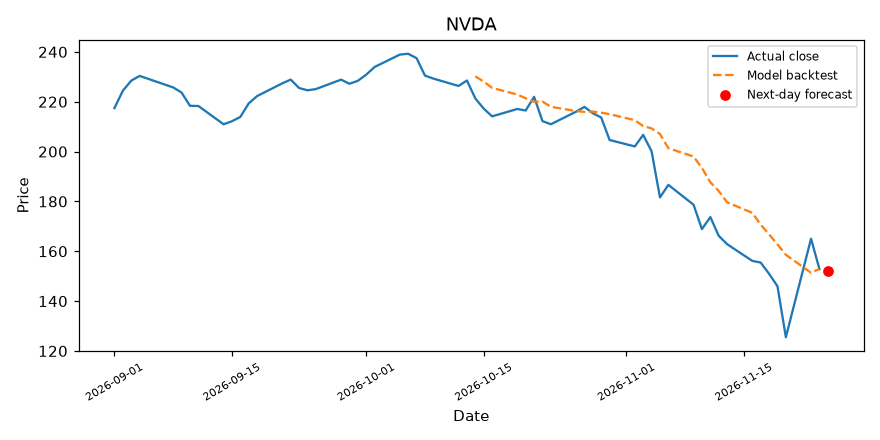 NVDA
240
220
200
180
160
140
120
Price
Actual close
Model backtest
Next-day forecast
2026-09-01
2026-09-15
2026-10-01
2026-10-15
2026-11-01
2026-11-15
Date